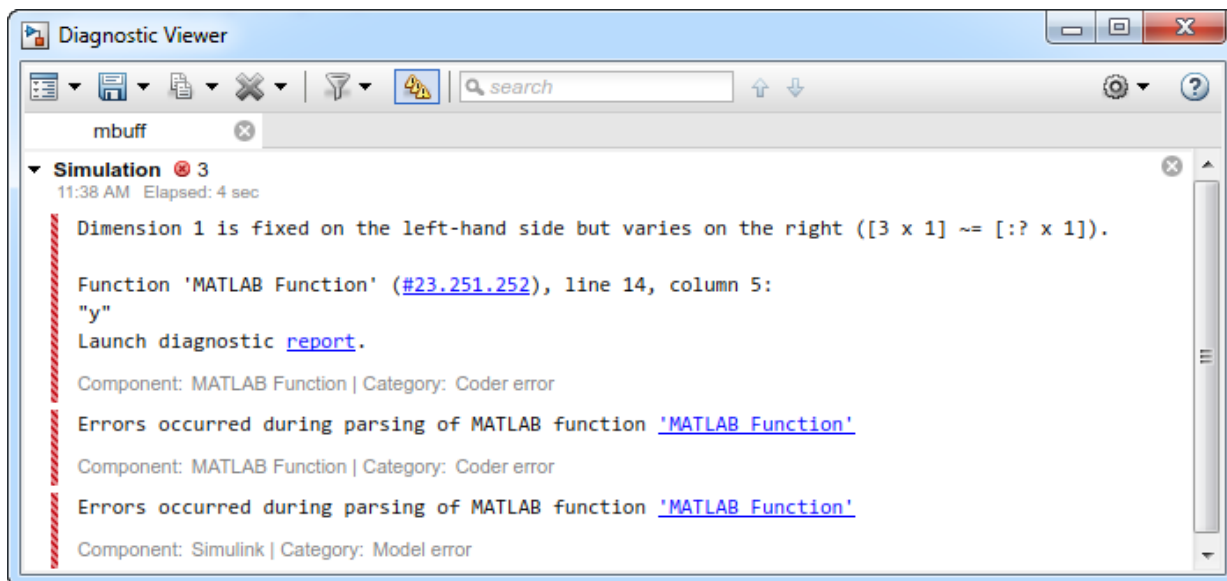 Diagnostic Viewer
search
mbuff
Simulation 3
11:38 AM Elapsed: 4 sec
Dimension 1 is fixed on the left-hand side but varies on the right ([3 x 1] ~= [:? x 1]).
Function 'MATLAB Function' (#23.251.252), line 14, column 5:
"y"
Launch diagnostic report.
Component: MATLAB Function | Category: Coder error
Errors occurred during parsing of MATLAB function 'MATLAB Function'
Component: MATLAB Function | Category: Coder error
Errors occurred during parsing of MATLAB function 'MATLAB Function'
Component: Simulink | Category: Model error